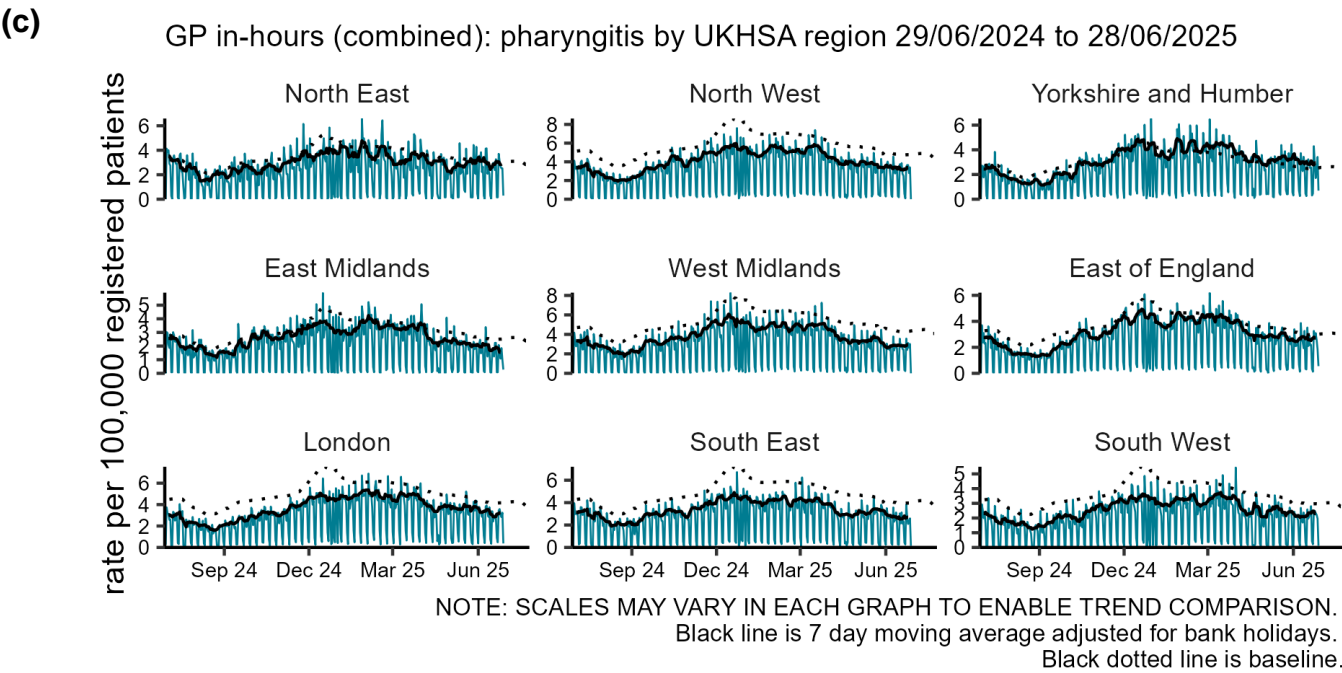 (c)
GP in-hours (combined): pharyngitis by UKHSA region 29/06/2024 to 28/06/2025
rate per 100,000 registered patients
North East
6
4
2
0
North West
8
6
4
2
0
Yorkshire and Humber
6
4
2
0
East Midlands
5
4
3
2
1
0
West Midlands
8
6
4
2
0
East of England
6
4
2
0
London
6
4
2
0
Sep 24 Dec 24 Mar 25 Jun 25
South East
6
4
2
0
Sep 24 Dec 24 Mar 25 Jun 25
South West
5
4
3
2
1
0
Sep 24 Dec 24 Mar 25 Jun 25
NOTE: SCALES MAY VARY IN EACH GRAPH TO ENABLE TREND COMPARISON.
Black line is 7 day moving average adjusted for bank holidays.
Black dotted line is baseline.